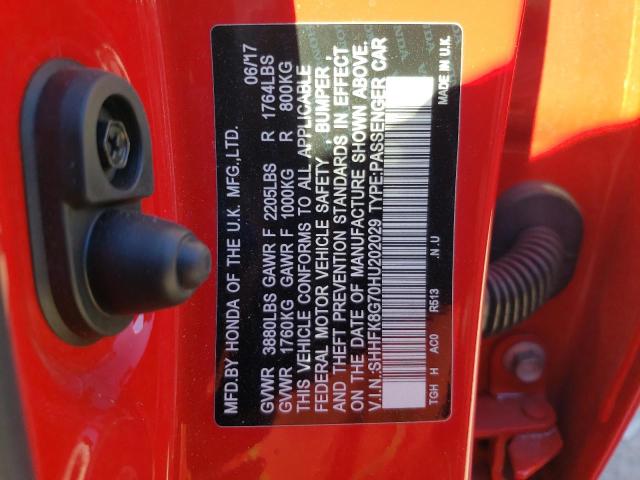 MFD.BY HONDA OF THE U.K. MFG.,LTD. 06/17
GVWR 3880LBS GAWR F 2205LBS R 1764LBS
GVWR 1760KG GAWR F 1000KG R 800KG
THIS VEHICLE CONFORMS TO ALL APPLICABLE
FEDERAL MOTOR VEHICLE SAFETY , BUMPER ,
AND THEFT PREVENTION STANDARDS IN EFFECT
ON THE DATE OF MANUFACTURE SHOWN ABOVE.
V.I.N.:SHHFK8G70HU202029 TYPE:PASSENGER CAR
TGH H AC0 R513 .N.U MADE IN U.K.